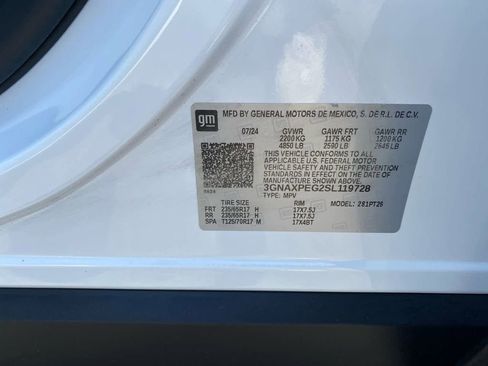 gm
MFD BY GENERAL MOTORS DE MEXICO, S. DE R.L. DE C.V.
07/24 GVWR GAWR FRT GAWR RR
2200 KG 1175 KG 1200 KG
4850 LB 2590 LB 2645 LB
THIS VEHICLE CONFORMS TO ALL
APPLICABLE U.S. FEDERAL MOTOR
VEHICLE SAFETY AND THEFT PREVENTION
STANDARDS IN EFFECT ON THE DATE OF
MANUFACTURE SHOWN ABOVE.
3GNAXPEG2SL119728
TYPE: MPV
TIRE SIZE RIM MODEL: 281PT26
FRT 235/65R17 H 17X7.5J
RR 235/65R17 H 17X7.5J
SPA T125/70R17 M 17X4BT